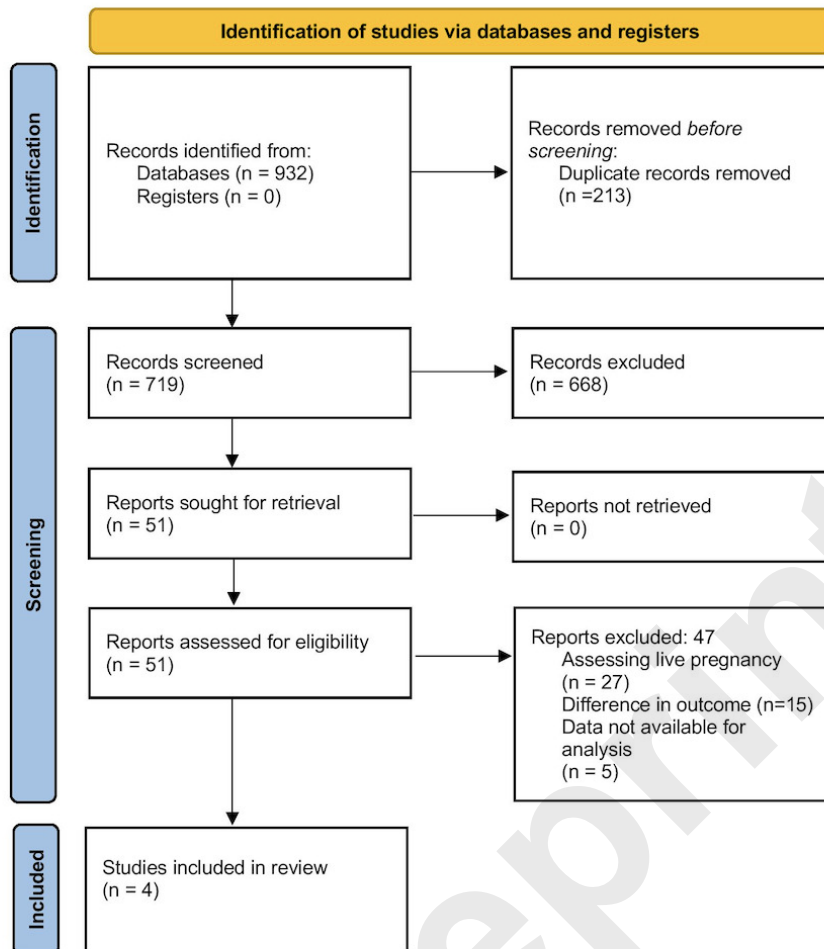 Identification of studies via databases and registers
Identification
Records identified from:
Databases (n = 932)
Registers (n = 0)
Records removed before
screening:
Duplicate records removed
(n =213)
Screening
Records screened
(n = 719)
Records excluded
(n = 668)
Reports sought for retrieval
(n = 51)
Reports not retrieved
(n = 0)
Reports assessed for eligibility
(n = 51)
Reports excluded: 47
Assessing live pregnancy
(n = 27)
Difference in outcome (n=15)
Data not available for
analysis
(n = 5)
Included
Studies included in review
(n = 4)
eprint